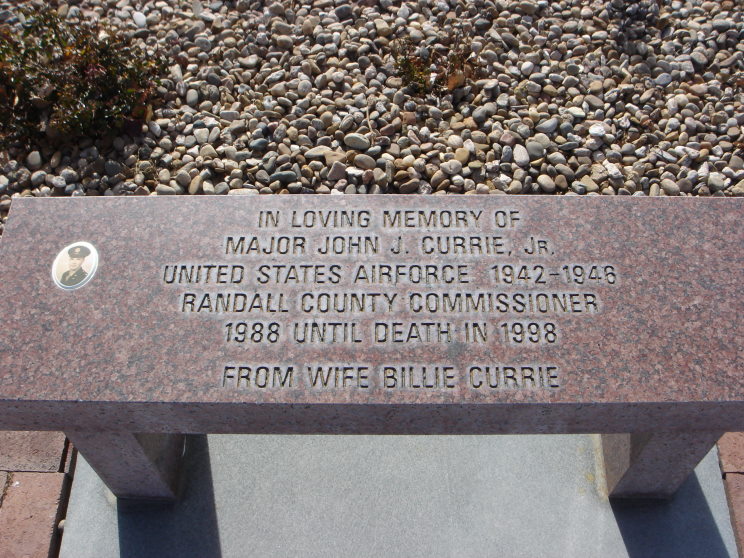 IN LOVING MEMORY OF
MAJOR JOHN J. CURRIE, JR.
UNITED STATES AIRFORCE 1942-1946
RANDALL COUNTY COMMISSIONER
1988 UNTIL DEATH IN 1998
FROM WIFE BILLIE CURRIE